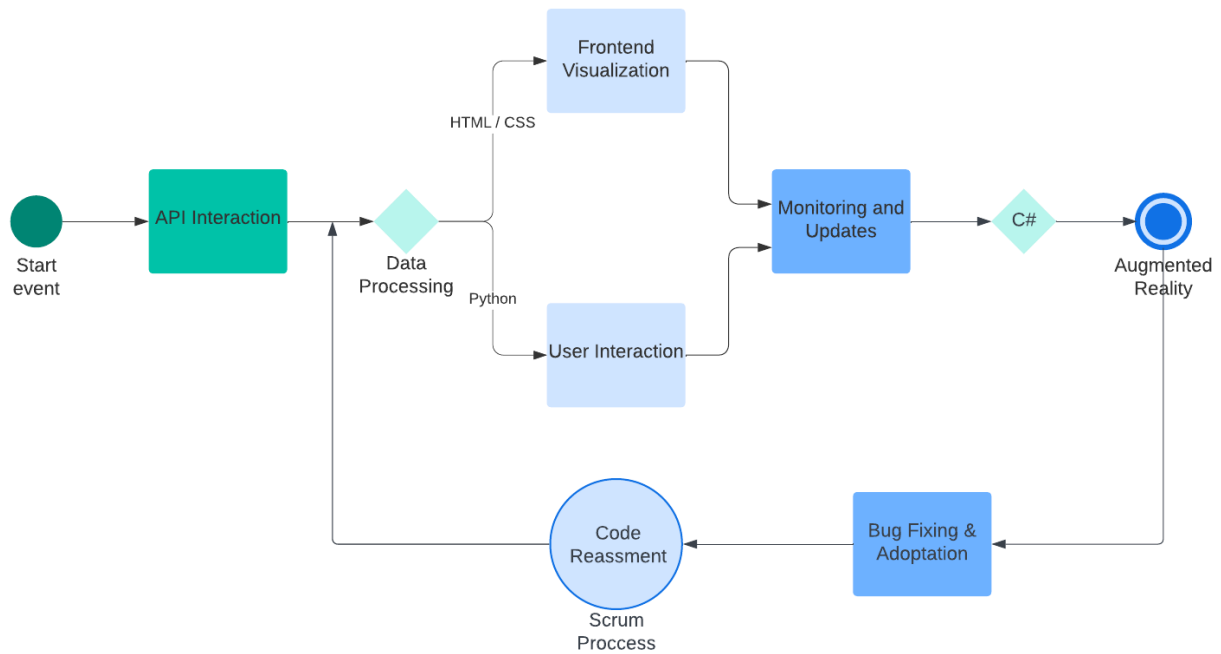 Frontend
Visualization
HTML / CSS
API Interaction
Monitoring and
Updates
C#
Start
event
Data
Processing
Augmented
Reality
Python
User Interaction
Code
Reassment
Bug Fixing &
Adoptation
Scrum
Proccess